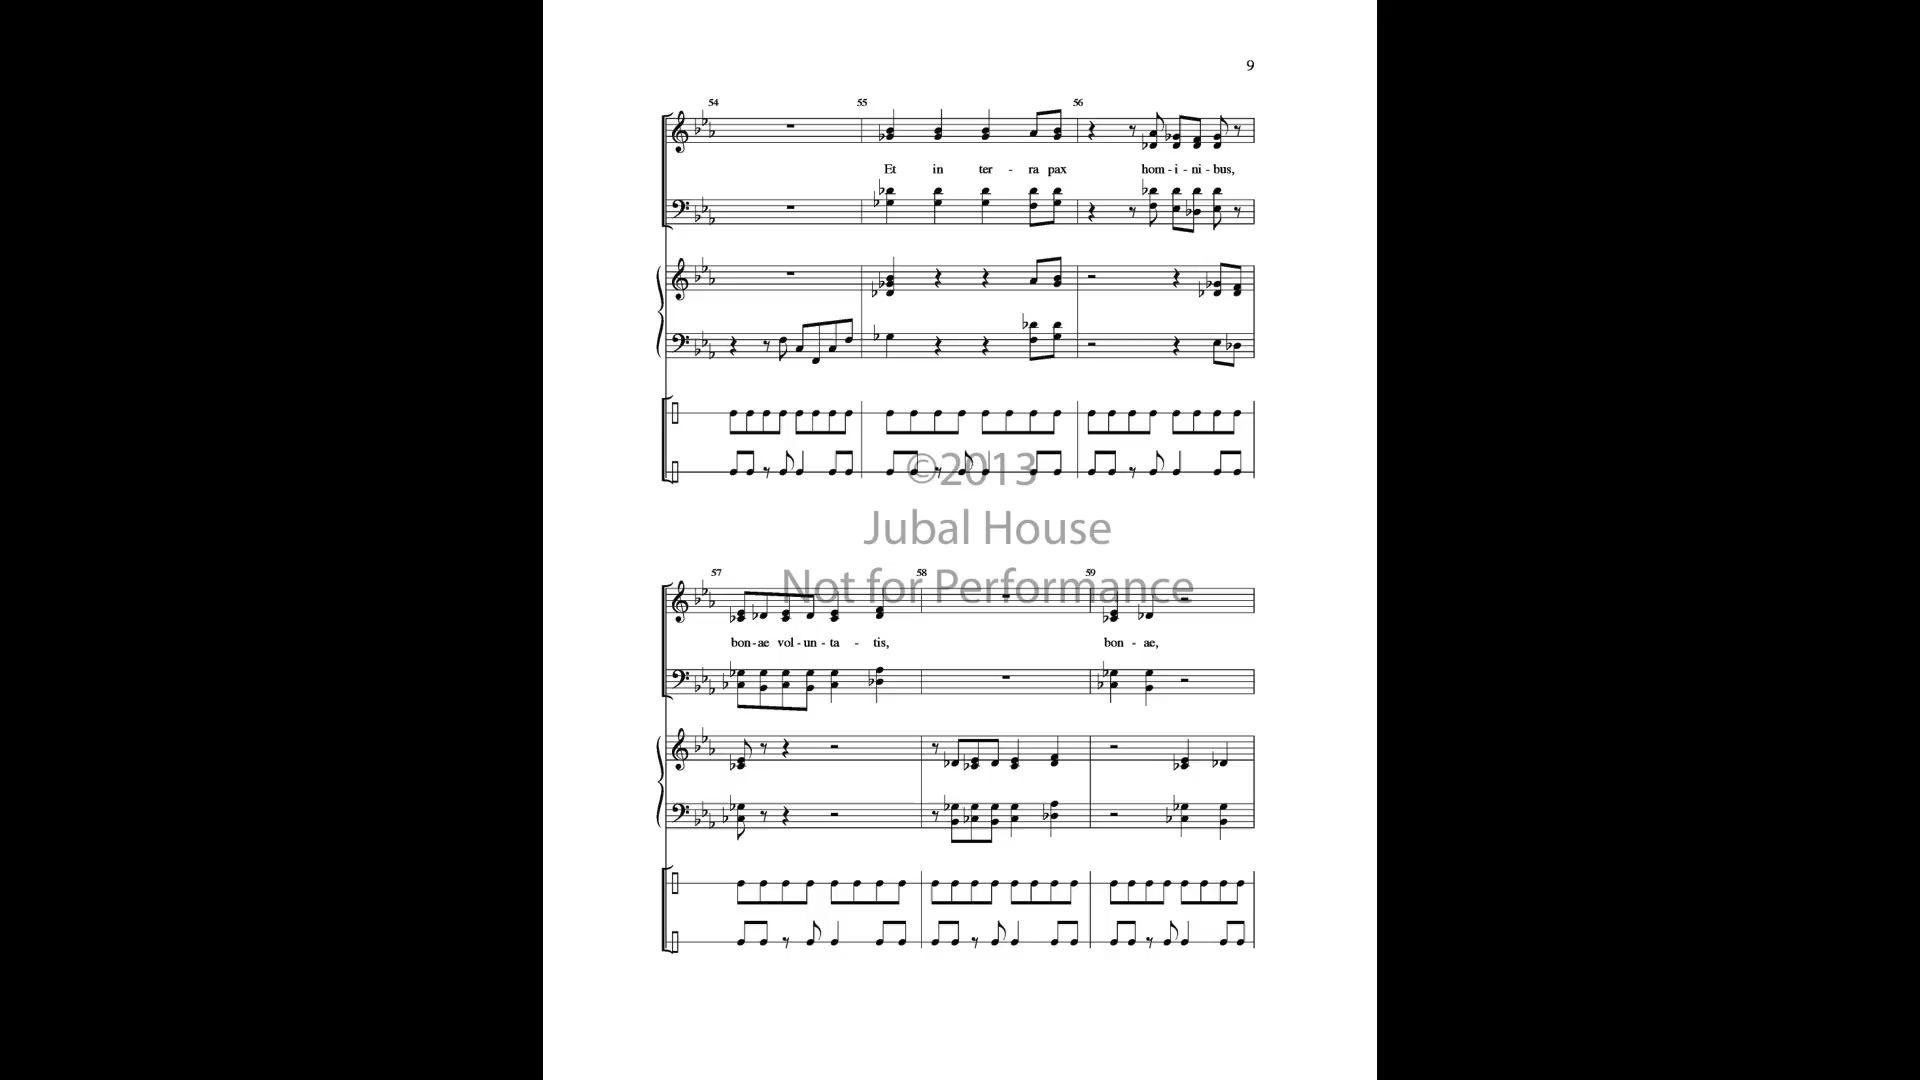 9
54 55 56
Et in ter - ra pax hom - i - ni - bus,
©2013
Jubal House
Not for Performance
57 58 59
bon - ae vol - un - ta - tis, bon - ae,